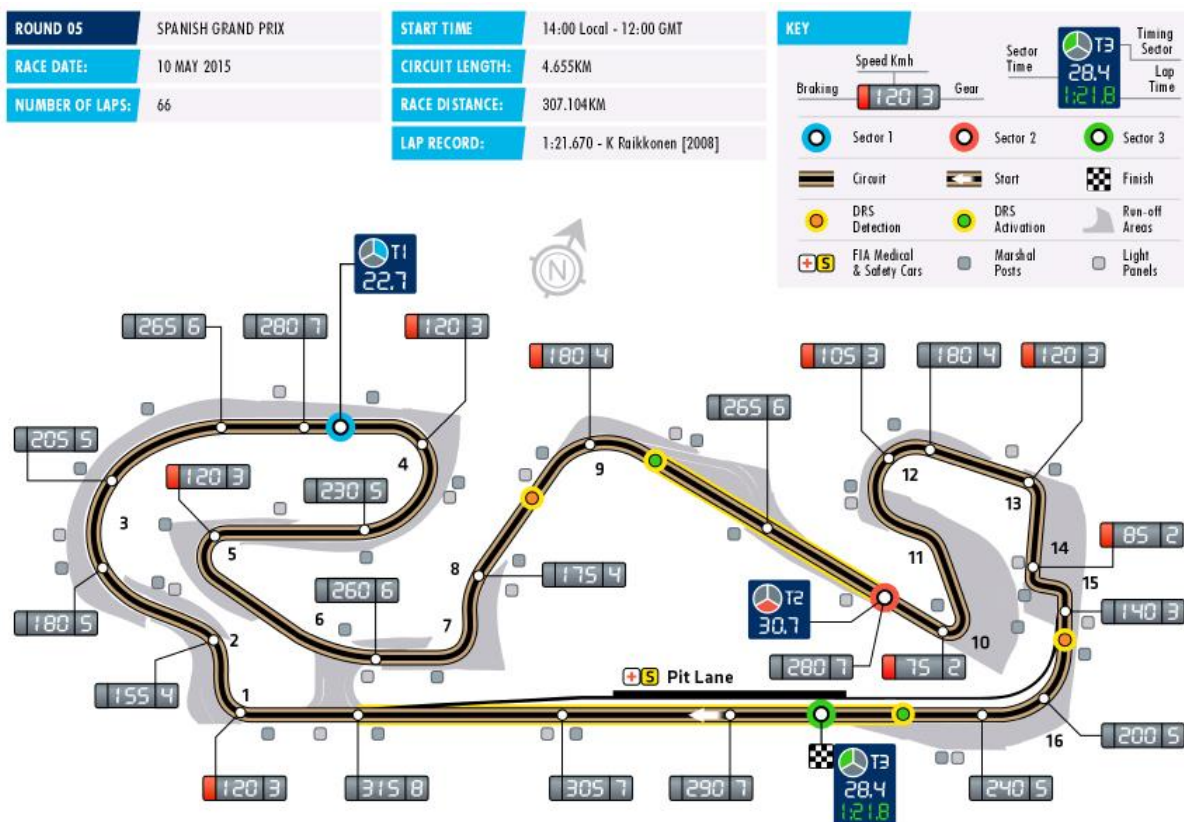 ROUND 05 SPANISH GRAND PRIX
RACE DATE: 10 MAY 2015
NUMBER OF LAPS: 66
START TIME 14:00 Local - 12:00 GMT
CIRCUIT LENGTH: 4.655KM
RACE DISTANCE: 307.104KM
LAP RECORD: 1:21.670 - K Raikkonen [2008]
KEY
Speed Kmh
Braking 120 3 Gear
Sector Time
T3
28.4
1:21.8
Timing Sector
Lap Time
Sector 1 Sector 2 Sector 3
Circuit Start Finish
DRS Detection
DRS Activation
Run-off Areas
+ S FIA Medical & Safety Cars
Marshal Posts
Light Panels
T1
22.7
N
265 6
280 7
120 3
180 4
105 3
180 4
120 3
265 6
205 5
120 3
230 5
4
9
12
13
3
5
11
14
85 2
8
175 4
15
180 5
260 6
6
7
T2
30.7
140 3
2
10
280 7
75 2
155 4
1
+ S Pit Lane
16
200 5
120 3
315 8
305 7
290 7
T3
28.4
1:21.8
240 5